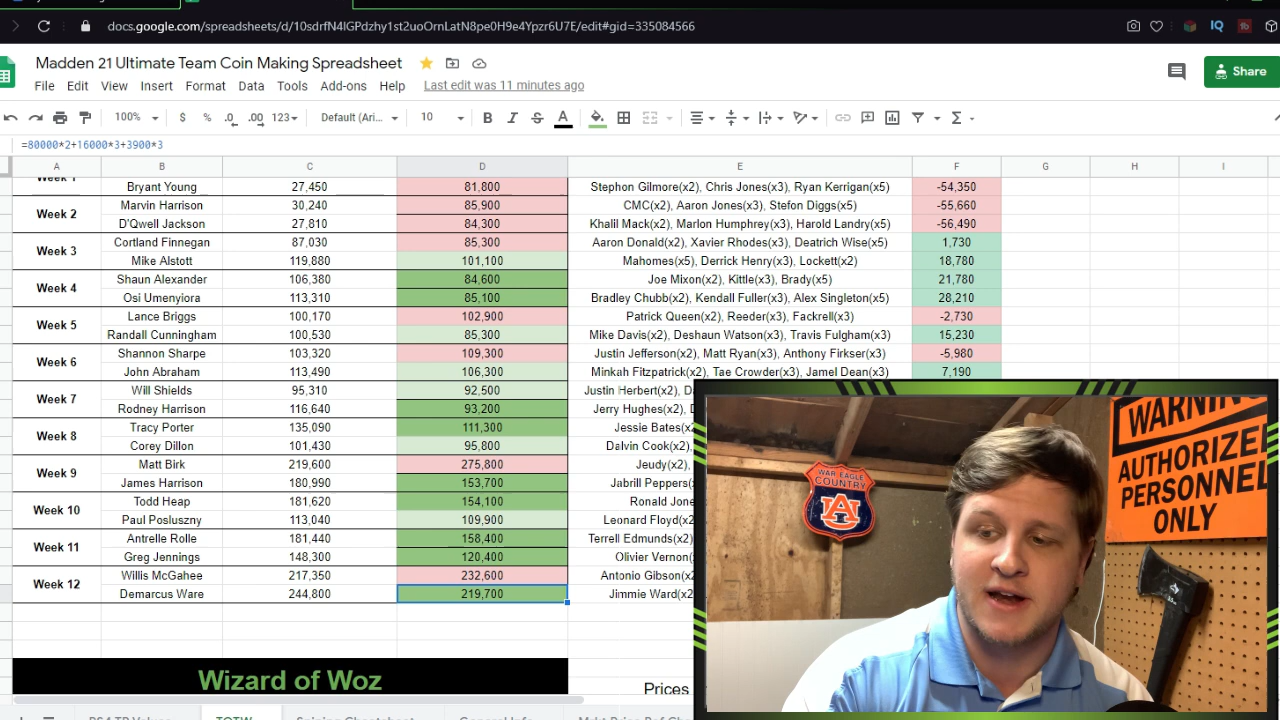 docs.google.com/spreadsheets/d/10sdrfN4lGPdzhy1st2uoOrnLatN8pe0H9e4Ypzr6U7E/edit#gid=335084566
Madden 21 Ultimate Team Coin Making Spreadsheet
File Edit View Insert Format Data Tools Add-ons Help Last edit was 11 minutes ago
Share
100% $ % .0 .00 123 Default (Ari... 10 B I S A
=80000*2+16000*3+3900*3
A B C D E F G H I
Week 1
Bryant Young 27,450 81,800 Stephon Gilmore(x2), Chris Jones(x3), Ryan Kerrigan(x5) -54,350
Week 2 Marvin Harrison 30,240 85,900 CMC(x2), Aaron Jones(x3), Stefon Diggs(x5) -55,660
D'Qwell Jackson 27,810 84,300 Khalil Mack(x2), Marlon Humphrey(x3), Harold Landry(x5) -56,490
Week 3 Cortland Finnegan 87,030 85,300 Aaron Donald(x2), Xavier Rhodes(x3), Deatrich Wise(x5) 1,730
Mike Alstott 119,880 101,100 Mahomes(x5), Derrick Henry(x3), Lockett(x2) 18,780
Week 4 Shaun Alexander 106,380 84,600 Joe Mixon(x2), Kittle(x3), Brady(x5) 21,780
Osi Umenyiora 113,310 85,100 Bradley Chubb(x2), Kendall Fuller(x3), Alex Singleton(x5) 28,210
Week 5 Lance Briggs 100,170 102,900 Patrick Queen(x2), Reeder(x3), Fackrell(x3) -2,730
Randall Cunningham 100,530 85,300 Mike Davis(x2), Deshaun Watson(x3), Travis Fulgham(x3) 15,230
Week 6 Shannon Sharpe 103,320 109,300 Justin Jefferson(x2), Matt Ryan(x3), Anthony Firkser(x3) -5,980
John Abraham 113,490 106,300 Minkah Fitzpatrick(x2), Tae Crowder(x3), Jamel Dean(x3) 7,190
Week 7 Will Shields 95,310 92,500 Justin Herbert(x2),
Rodney Harrison 116,640 93,200 Jerry Hughes(x2),
Week 8 Tracy Porter 135,090 111,300 Jessie Bates(x2
Corey Dillon 101,430 95,800 Dalvin Cook(x2),
Week 9 Matt Birk 219,600 275,800 Jeudy(x2),
James Harrison 180,990 153,700 Jabrill Peppers(
Week 10 Todd Heap 181,620 154,100 Ronald Jone
Paul Posluszny 113,040 109,900 Leonard Floyd(x2
Week 11 Antrelle Rolle 181,440 158,400 Terrell Edmunds(x2
Greg Jennings 148,300 120,400 Olivier Vernon(
Week 12 Willis McGahee 217,350 232,600 Antonio Gibson(x
Demarcus Ware 244,800 219,700 Jimmie Ward(x2
Wizard of Woz
Prices
TOTW
WAR EAGLE
COUNTRY
AU
WARNING
AUTHORIZED
PERSONNEL
ONLY